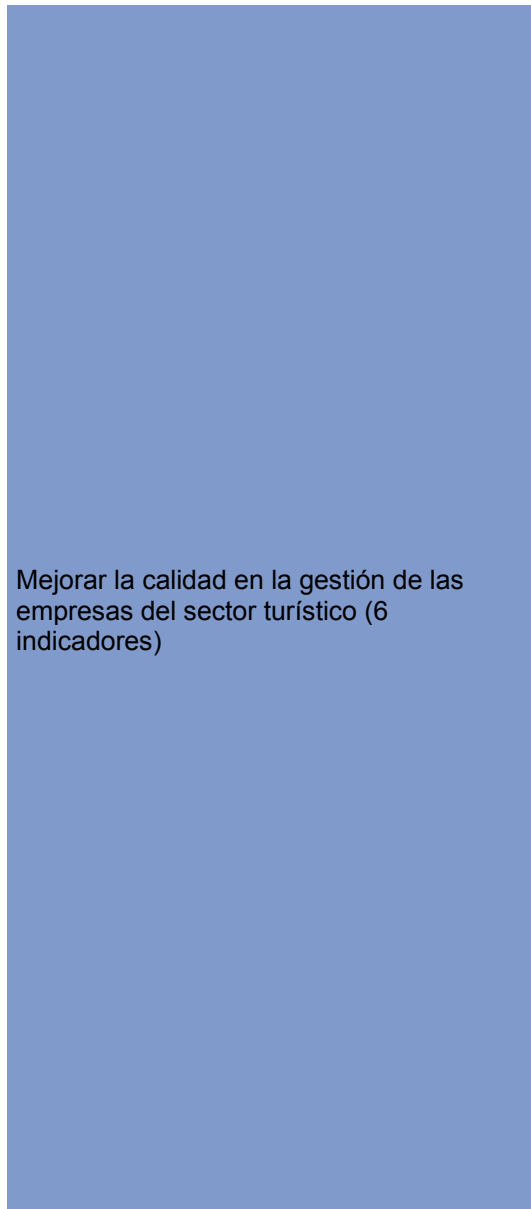 Mejorar la calidad en la gestión de las
empresas del sector turístico (6
indicadores)